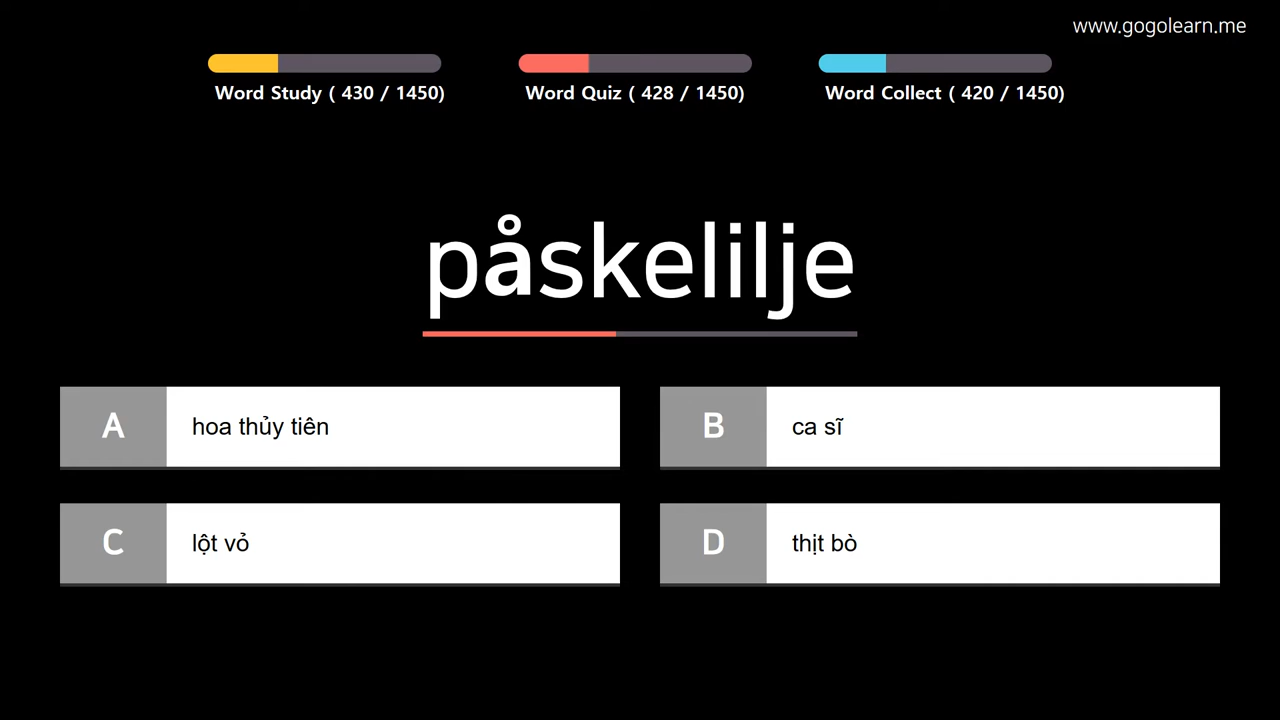 www.gogolearn.me
Word Study ( 430 / 1450)
Word Quiz ( 428 / 1450)
Word Collect ( 420 / 1450)
påskelilje
A hoa thủy tiên
B ca sĩ
C lột vỏ
D thịt bò